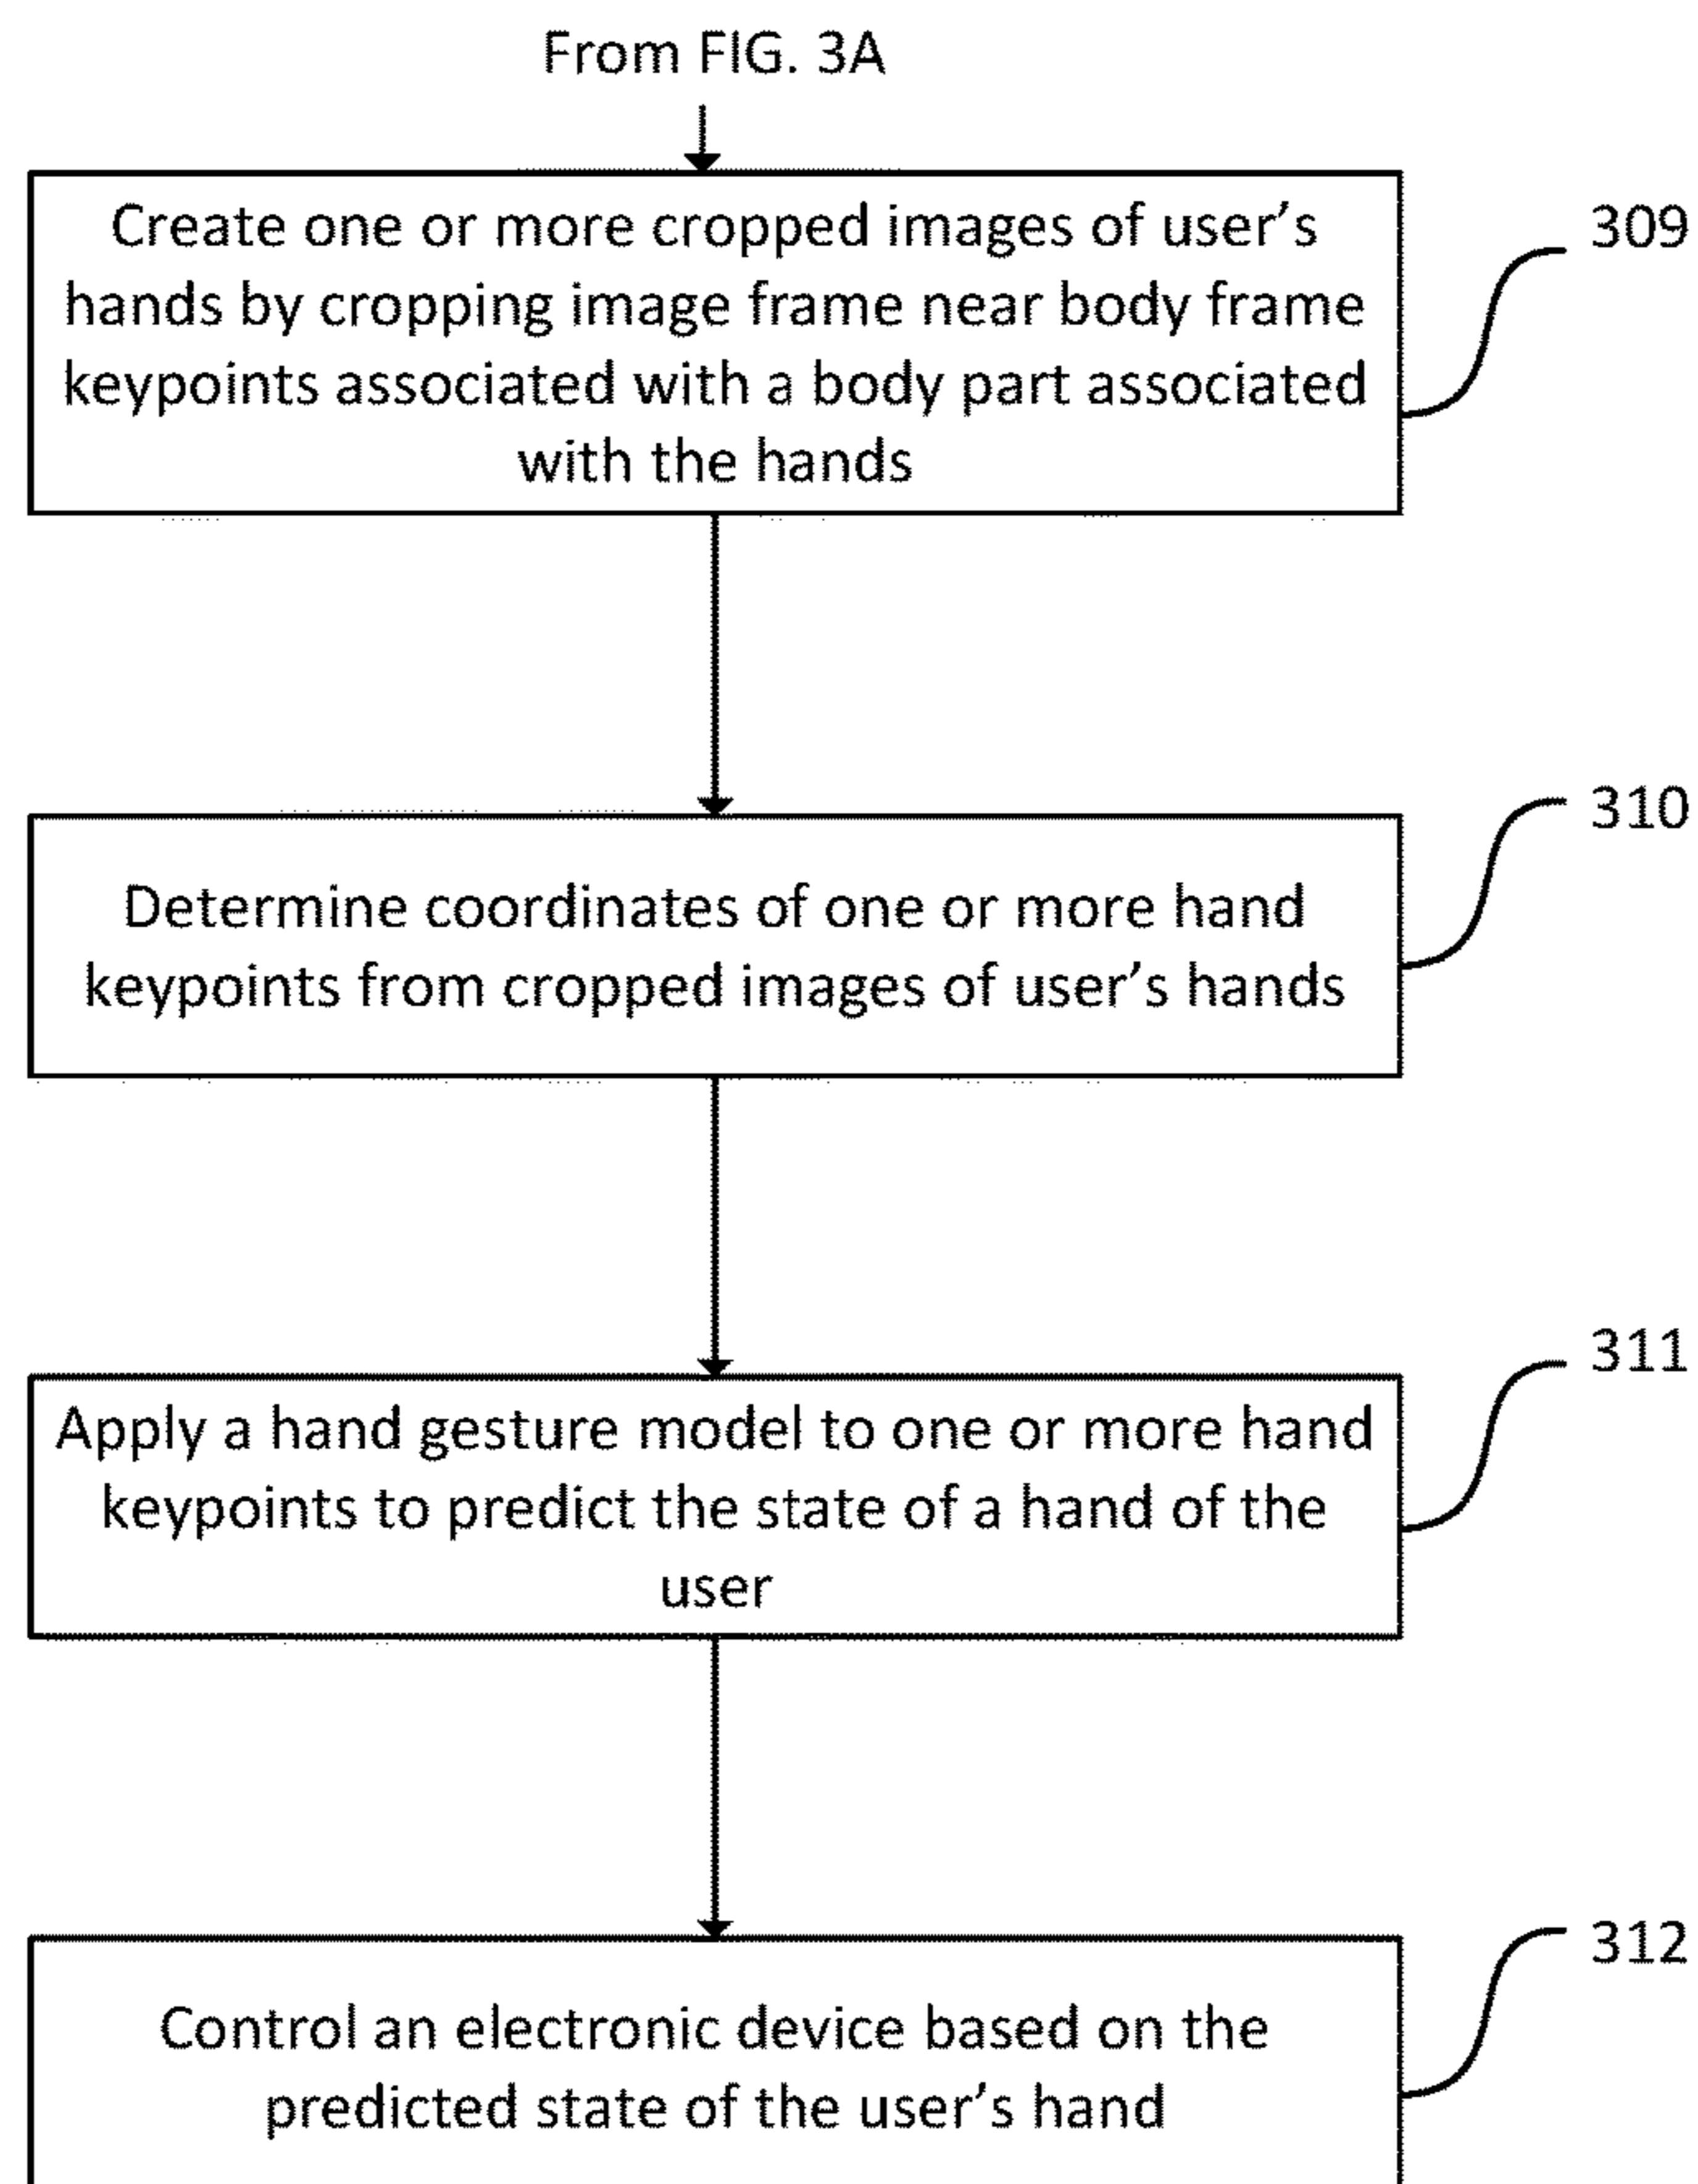 From FIG. 3A
Create one or more cropped images of user’s
hands by cropping image frame near body frame
keypoints associated with a body part associated
with the hands
309
Determine coordinates of one or more hand
keypoints from cropped images of user’s hands
310
Apply a hand gesture model to one or more hand
keypoints to predict the state of a hand of the
user
311
Control an electronic device based on the
predicted state of the user’s hand
312